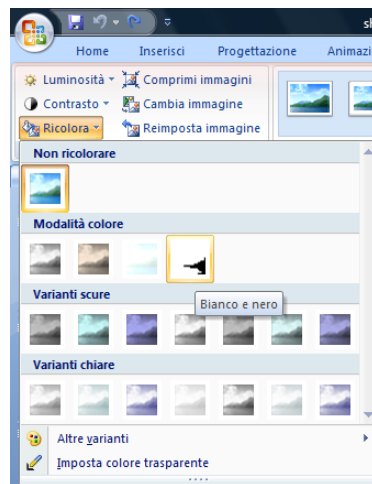 sh
Home Inserisci Progettazione Animazi
Luminosità Comprimi immagini
Contrasto Cambia immagine
Ricolora Reimposta immagine
Non ricolorare
Modalità colore
Bianco e nero
Varianti scure
Varianti chiare
Altre varianti
Imposta colore trasparente